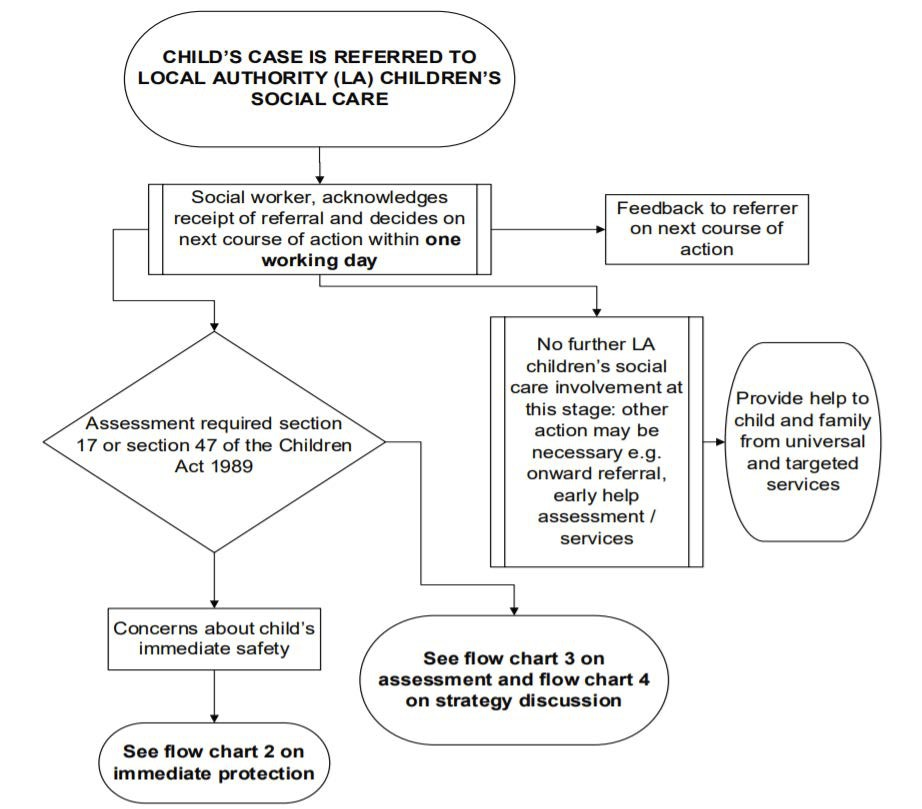 CHILD’S CASE IS REFERRED TO
LOCAL AUTHORITY (LA) CHILDREN’S
SOCIAL CARE
Social worker, acknowledges
receipt of referral and decides on
next course of action within one
working day
Feedback to referrer
on next course of
action
No further LA
children’s social
care involvement at
this stage: other
action may be
necessary e.g.
onward referral,
early help
assessment /
services
Provide help to
child and family
from universal
and targeted
services
Assessment required section
17 or section 47 of the Children
Act 1989
Concerns about child’s
immediate safety
See flow chart 3 on
assessment and flow chart 4
on strategy discussion
See flow chart 2 on
immediate protection